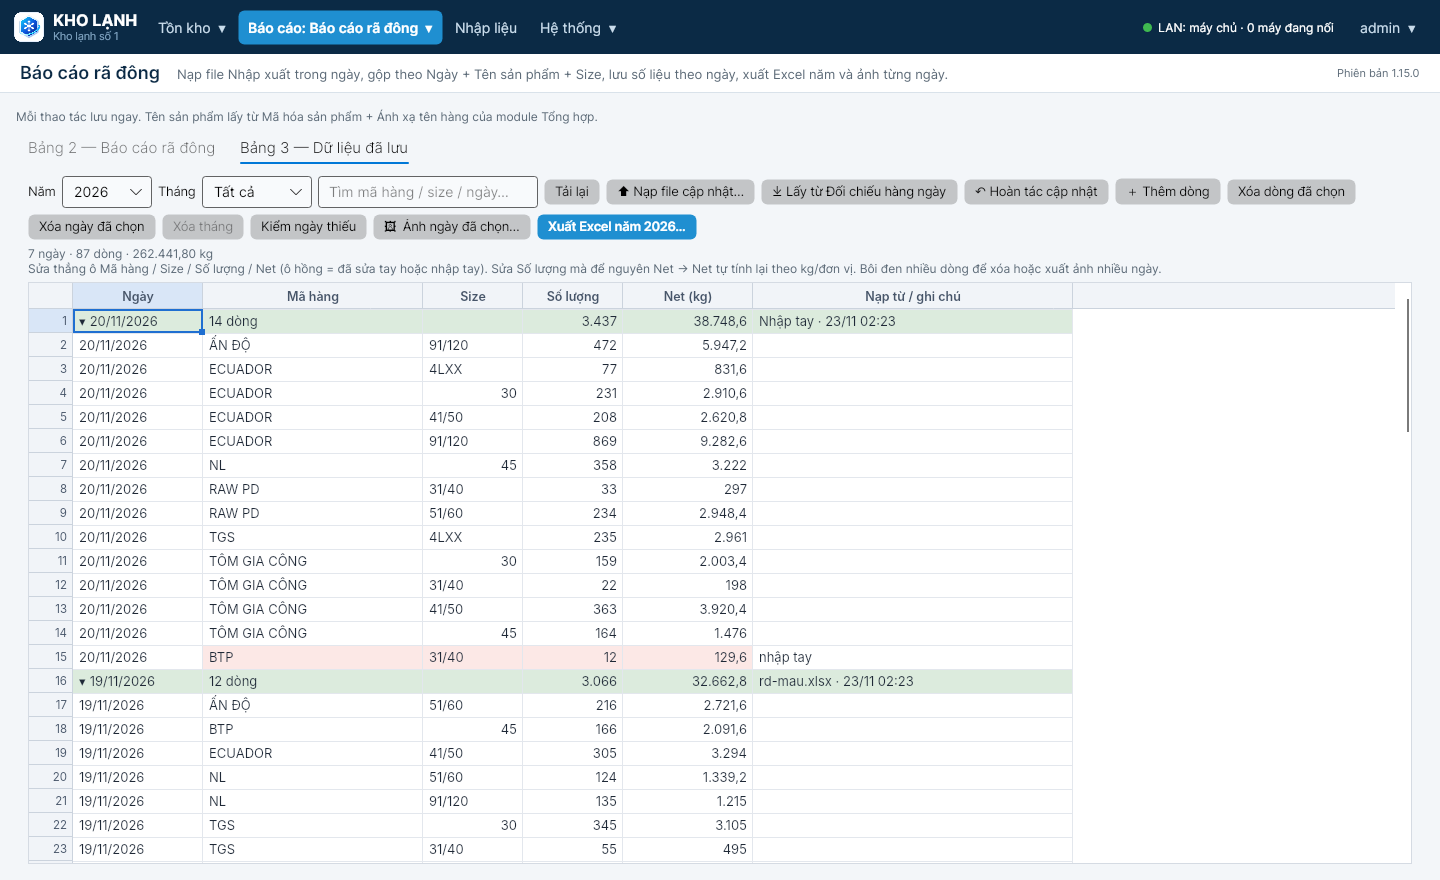 KHO LẠNH
Kho lạnh số 1
Tồn kho ▾ Báo cáo: Báo cáo rã đông ▾ Nhập liệu Hệ thống ▾ LAN: máy chủ · 0 máy đang nối admin ▾
Báo cáo rã đông Nạp file Nhập xuất trong ngày, gộp theo Ngày + Tên sản phẩm + Size, lưu số liệu theo ngày, xuất Excel năm và ảnh từng ngày. Phiên bản 1.15.0
Mỗi thao tác lưu ngay. Tên sản phẩm lấy từ Mã hóa sản phẩm + Ánh xạ tên hàng của module Tổng hợp.
Bảng 2 — Báo cáo rã đông Bảng 3 — Dữ liệu đã lưu
Năm 2026 Tháng Tất cả Tìm mã hàng / size / ngày... Tải lại ⬆ Nạp file cập nhật... ⤓ Lấy từ Đối chiếu hàng ngày ↶ Hoàn tác cập nhật ＋ Thêm dòng Xóa dòng đã chọn
Xóa ngày đã chọn Xóa tháng Kiểm ngày thiếu 🖼 Ảnh ngày đã chọn... Xuất Excel năm 2026...
7 ngày · 87 dòng · 262.441,80 kg
Sửa thẳng ô Mã hàng / Size / Số lượng / Net (ô hồng = đã sửa tay hoặc nhập tay). Sửa Số lượng mà để nguyên Net → Net tự tính lại theo kg/đơn vị. Bôi đen nhiều dòng để xóa hoặc xuất ảnh nhiều ngày.
Ngày Mã hàng Size Số lượng Net (kg) Nạp từ / ghi chú
1 ▾ 20/11/2026 14 dòng 3.437 38.748,6 Nhập tay · 23/11 02:23
2 20/11/2026 ẤN ĐỘ 91/120 472 5.947,2
3 20/11/2026 ECUADOR 4LXX 77 831,6
4 20/11/2026 ECUADOR 30 231 2.910,6
5 20/11/2026 ECUADOR 41/50 208 2.620,8
6 20/11/2026 ECUADOR 91/120 869 9.282,6
7 20/11/2026 NL 45 358 3.222
8 20/11/2026 RAW PD 31/40 33 297
9 20/11/2026 RAW PD 51/60 234 2.948,4
10 20/11/2026 TGS 4LXX 235 2.961
11 20/11/2026 TÔM GIA CÔNG 30 159 2.003,4
12 20/11/2026 TÔM GIA CÔNG 31/40 22 198
13 20/11/2026 TÔM GIA CÔNG 41/50 363 3.920,4
14 20/11/2026 TÔM GIA CÔNG 45 164 1.476
15 20/11/2026 BTP 31/40 12 129,6 nhập tay
16 ▾ 19/11/2026 12 dòng 3.066 32.662,8 rd-mau.xlsx · 23/11 02:23
17 19/11/2026 ẤN ĐỘ 51/60 216 2.721,6
18 19/11/2026 BTP 45 166 2.091,6
19 19/11/2026 ECUADOR 41/50 305 3.294
20 19/11/2026 NL 51/60 124 1.339,2
21 19/11/2026 NL 91/120 135 1.215
22 19/11/2026 TGS 30 345 3.105
23 19/11/2026 TGS 31/40 55 495